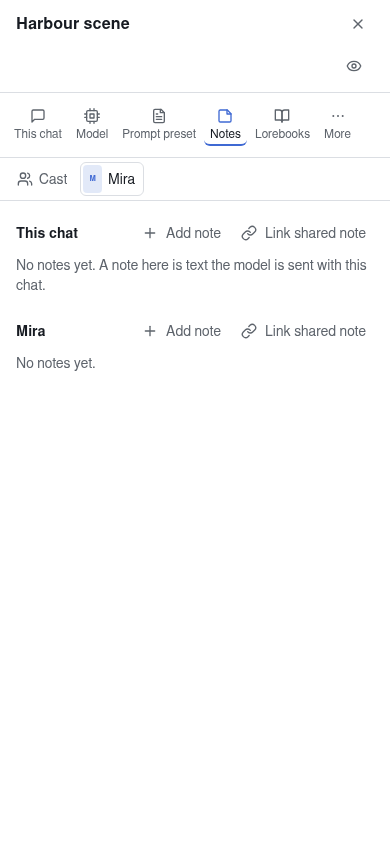 Harbour scene
This chat
Model
Prompt preset
Notes
Lorebooks
More
Cast
M
Mira
This chat
Add note
Link shared note
No notes yet. A note here is text the model is sent with this
chat.
Mira
Add note
Link shared note
No notes yet.